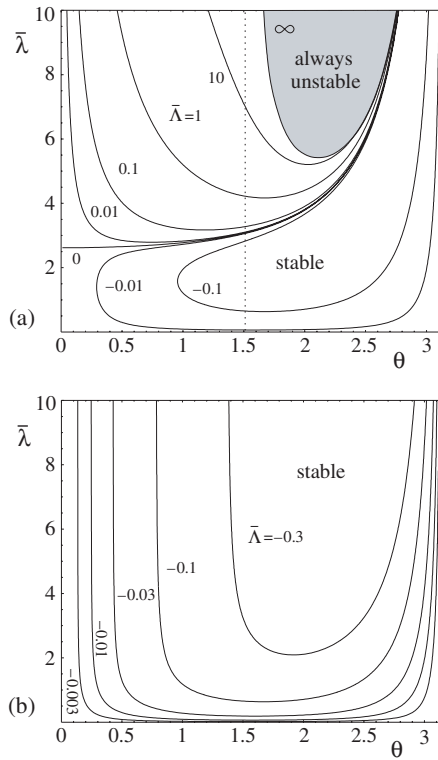 10
λ̄
∞
always
unstable
10
8
Λ̄=1
6
0.1
4
0.01
0
stable
2
−0.01
−0.1
(a)
0 0.5 1 1.5 2 2.5 3
θ
10
λ̄
stable
8
6
Λ̄=−0.3
−0.1
4
−0.03
−0.01
2
−0.003
(b)
0 0.5 1 1.5 2 2.5 3
θ